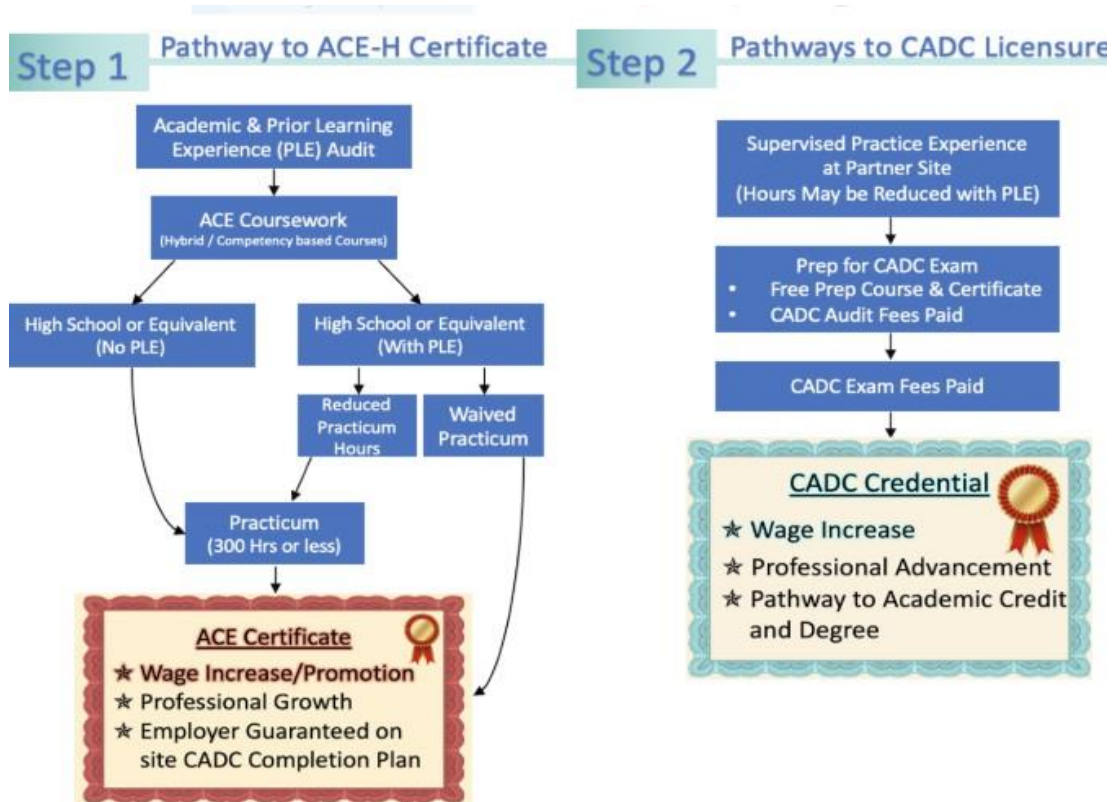 Step 1
Pathway to ACE-H Certificate
Academic & Prior Learning
Experience (PLE) Audit
ACE Coursework
(Hybrid / Competency based Courses)
High School or Equivalent
(No PLE)
High School or Equivalent
(With PLE)
Reduced
Practicum
Hours
Waived
Practicum
Practicum
(300 Hrs or less)
ACE Certificate
✯ Wage Increase/Promotion
✯ Professional Growth
✯ Employer Guaranteed on
site CADC Completion Plan
Step 2
Pathways to CADC Licensure
Supervised Practice Experience
at Partner Site
(Hours May be Reduced with PLE)
Prep for CADC Exam
• Free Prep Course & Certificate
• CADC Audit Fees Paid
CADC Exam Fees Paid
CADC Credential
✯ Wage Increase
✯ Professional Advancement
✯ Pathway to Academic Credit
and Degree